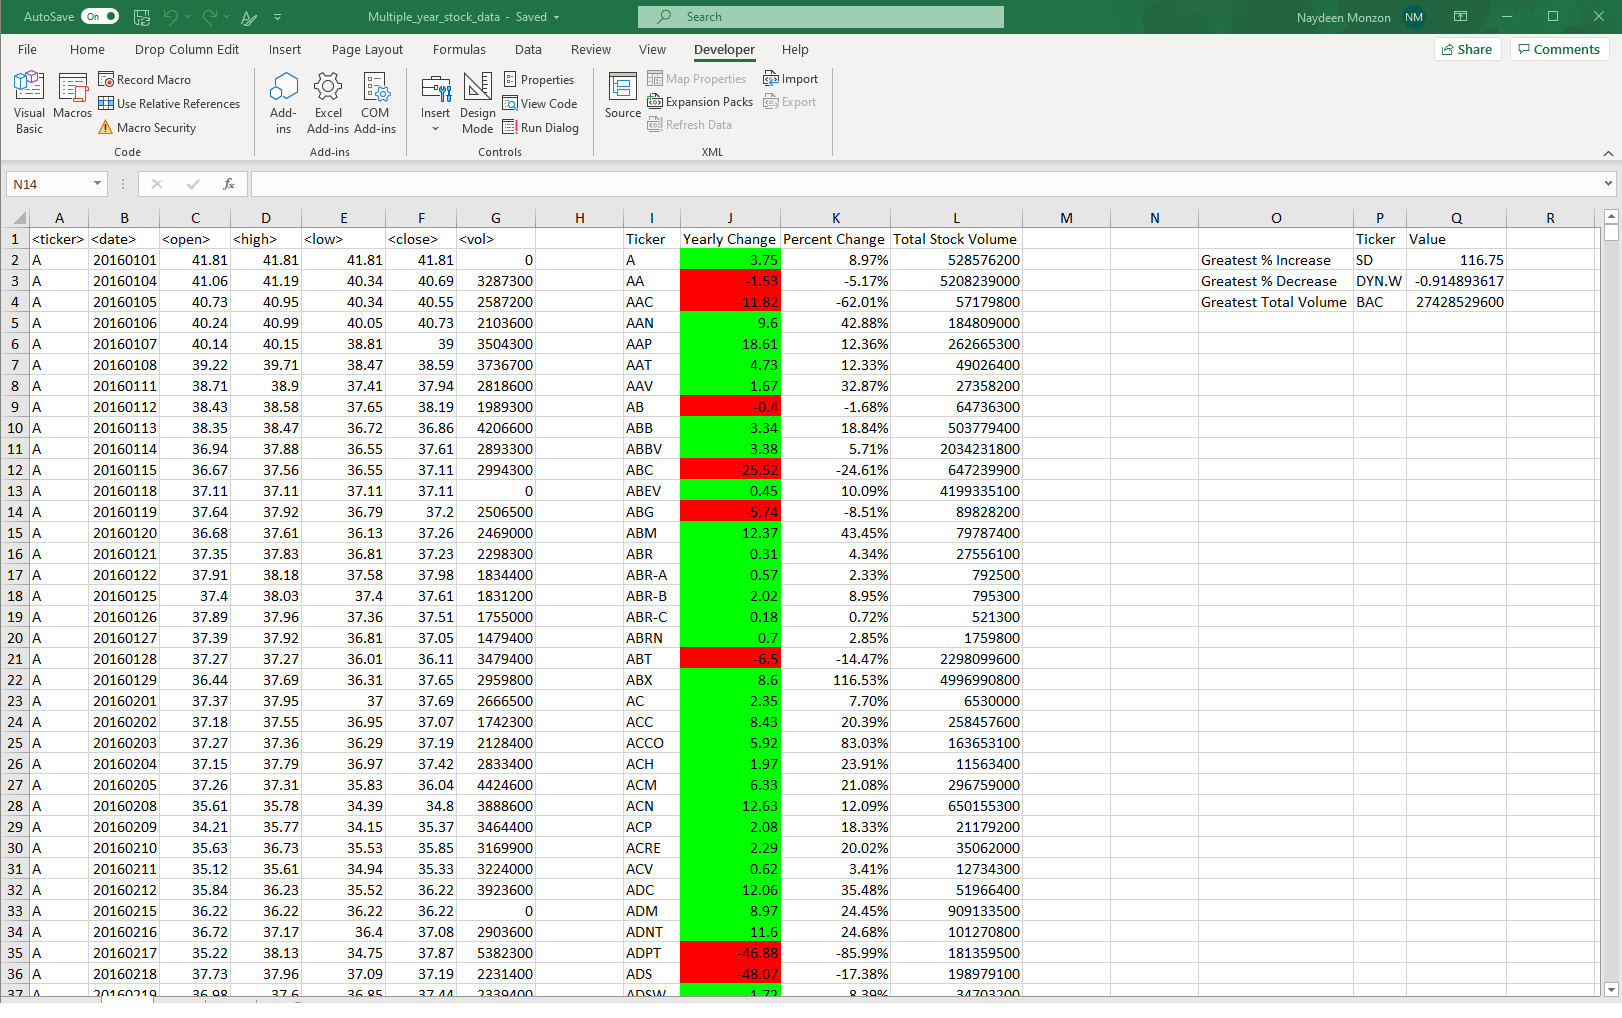 AutoSave On Multiple_year_stock_data - Saved Search Naydeen Monzon NM
File Home Drop Column Edit Insert Page Layout Formulas Data Review View Developer Help Share Comments
Visual Basic
Macros
Record Macro
Use Relative References
Macro Security
Code
Add-ins
Excel Add-ins
COM Add-ins
Add-ins
Insert
Design Mode
Properties
View Code
Run Dialog
Controls
Source
Map Properties
Expansion Packs
Refresh Data
Import
Export
XML
N14 fx
A B C D E F G H I J K L M N O P Q R
1 <ticker> <date> <open> <high> <low> <close> <vol> Ticker Yearly Change Percent Change Total Stock Volume Ticker Value
2 A 20160101 41.81 41.81 41.81 41.81 0 A 3.75 8.97% 528576200 Greatest % Increase SD 116.75
3 A 20160104 41.06 41.19 40.34 40.69 3287300 AA -1.53 -5.17% 5208239000 Greatest % Decrease DYN.W -0.914893617
4 A 20160105 40.73 40.95 40.34 40.55 2587200 AAC -11.82 -62.01% 57179800 Greatest Total Volume BAC 27428529600
5 A 20160106 40.24 40.99 40.05 40.73 2103600 AAN 9.6 42.88% 184809000
6 A 20160107 40.14 40.15 38.81 39 3504300 AAP 18.61 12.36% 262665300
7 A 20160108 39.22 39.71 38.47 38.59 3736700 AAT 4.73 12.33% 49026400
8 A 20160111 38.71 38.9 37.41 37.94 2818600 AAV 1.67 32.87% 27358200
9 A 20160112 38.43 38.58 37.65 38.19 1989300 AB -0.4 -1.68% 64736300
10 A 20160113 38.35 38.47 36.72 36.86 4206600 ABB 3.34 18.84% 503779400
11 A 20160114 36.94 37.88 36.55 37.61 2893300 ABBV 3.38 5.71% 2034231800
12 A 20160115 36.67 37.56 36.55 37.11 2994300 ABC -25.52 -24.61% 647239900
13 A 20160118 37.11 37.11 37.11 37.11 0 ABEV 0.45 10.09% 4199335100
14 A 20160119 37.64 37.92 36.79 37.2 2506500 ABG -5.74 -8.51% 89828200
15 A 20160120 36.68 37.61 36.13 37.26 2469000 ABM 12.37 43.45% 79787400
16 A 20160121 37.35 37.83 36.81 37.23 2298300 ABR 0.31 4.34% 27556100
17 A 20160122 37.91 38.18 37.58 37.98 1834400 ABR-A 0.57 2.33% 792500
18 A 20160125 37.4 38.03 37.4 37.61 1831200 ABR-B 2.02 8.95% 795300
19 A 20160126 37.89 37.96 37.36 37.51 1755000 ABR-C 0.18 0.72% 521300
20 A 20160127 37.39 37.92 36.81 37.05 1479400 ABRN 0.7 2.85% 1759800
21 A 20160128 37.27 37.27 36.01 36.11 3479400 ABT -6.5 -14.47% 2298099600
22 A 20160129 36.44 37.69 36.31 37.65 2959800 ABX 8.6 116.53% 4996990800
23 A 20160201 37.37 37.95 37 37.69 2666500 AC 2.35 7.70% 6530000
24 A 20160202 37.18 37.55 36.95 37.07 1742300 ACC 8.43 20.39% 258457600
25 A 20160203 37.27 37.36 36.29 37.19 2128400 ACCO 5.92 83.03% 163653100
26 A 20160204 37.15 37.79 36.97 37.42 2833400 ACH 1.97 23.91% 11563400
27 A 20160205 37.26 37.31 35.83 36.04 4424600 ACM 6.33 21.08% 296759000
28 A 20160208 35.61 35.78 34.39 34.8 3888600 ACN 12.63 12.09% 650155300
29 A 20160209 34.21 35.77 34.15 35.37 3464400 ACP 2.08 18.33% 21179200
30 A 20160210 35.63 36.73 35.53 35.85 3169900 ACRE 2.29 20.02% 35062000
31 A 20160211 35.12 35.61 34.94 35.33 3224000 ACV 0.62 3.41% 12734300
32 A 20160212 35.84 36.23 35.52 36.22 3923600 ADC 12.06 35.48% 51966400
33 A 20160215 36.22 36.22 36.22 36.22 0 ADM 8.97 24.45% 909133500
34 A 20160216 36.72 37.17 36.4 37.08 2903600 ADNT 11.6 24.68% 101270800
35 A 20160217 35.22 38.13 34.75 37.87 5382300 ADPT -46.88 -85.99% 181359500
36 A 20160218 37.73 37.96 37.09 37.19 2231400 ADS -48.07 -17.38% 198979100
37 A 20160219 36.98 37.6 36.85 37.44 2339400 ADSW 1.72 8.39% 34703200